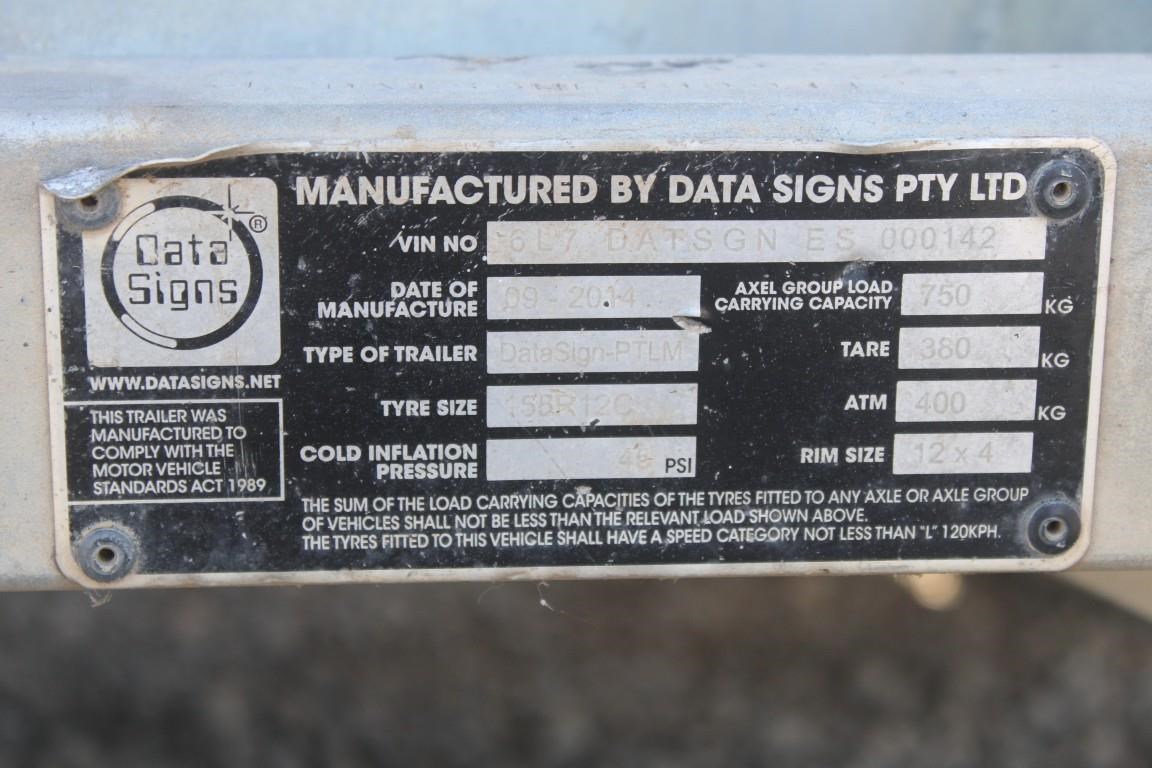 Data
Signs
®
WWW.DATASIGNS.NET
THIS TRAILER WAS
MANUFACTURED TO
COMPLY WITH THE
MOTOR VEHICLE
STANDARDS ACT 1989
MANUFACTURED BY DATA SIGNS PTY LTD
VIN NO 6L7 DATSGN ES 000142
DATE OF
MANUFACTURE 09 - 2014
AXEL GROUP LOAD
CARRYING CAPACITY 750 KG
TYPE OF TRAILER DataSign-PTLM
TARE 380 KG
TYRE SIZE
ATM 400 KG
COLD INFLATION
PRESSURE PSI
RIM SIZE 12 x 4
THE SUM OF THE LOAD CARRYING CAPACITIES OF THE TYRES FITTED TO ANY AXLE OR AXLE GROUP
OF VEHICLES SHALL NOT BE LESS THAN THE RELEVANT LOAD SHOWN ABOVE.
THE TYRES FITTED TO THIS VEHICLE SHALL HAVE A SPEED CATEGORY NOT LESS THAN "L" 120KPH.